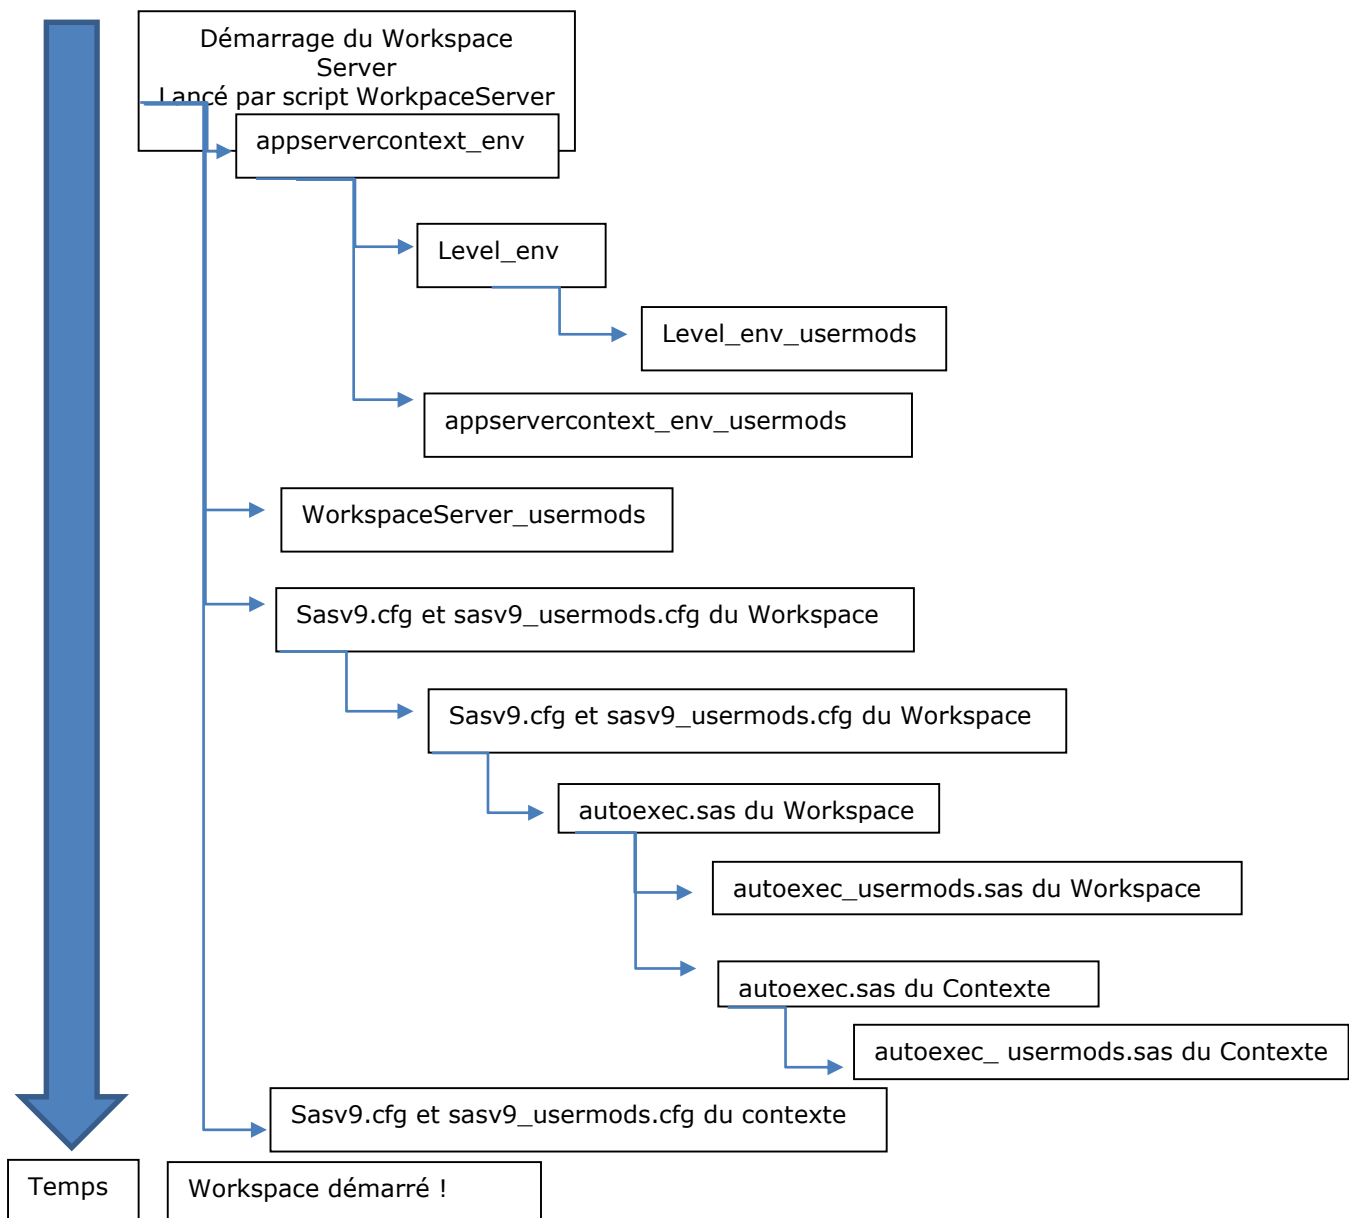 Démarrage du Workspace
Server
Lancé par script WorkpaceServer
appservercontext_env
Level_env
Level_env_usermods
appservercontext_env_usermods
WorkspaceServer_usermods
Sasv9.cfg et sasv9_usermods.cfg du Workspace
Sasv9.cfg et sasv9_usermods.cfg du Workspace
autoexec.sas du Workspace
autoexec_usermods.sas du Workspace
autoexec.sas du Contexte
autoexec_ usermods.sas du Contexte
Sasv9.cfg et sasv9_usermods.cfg du contexte
Temps
Workspace démarré !